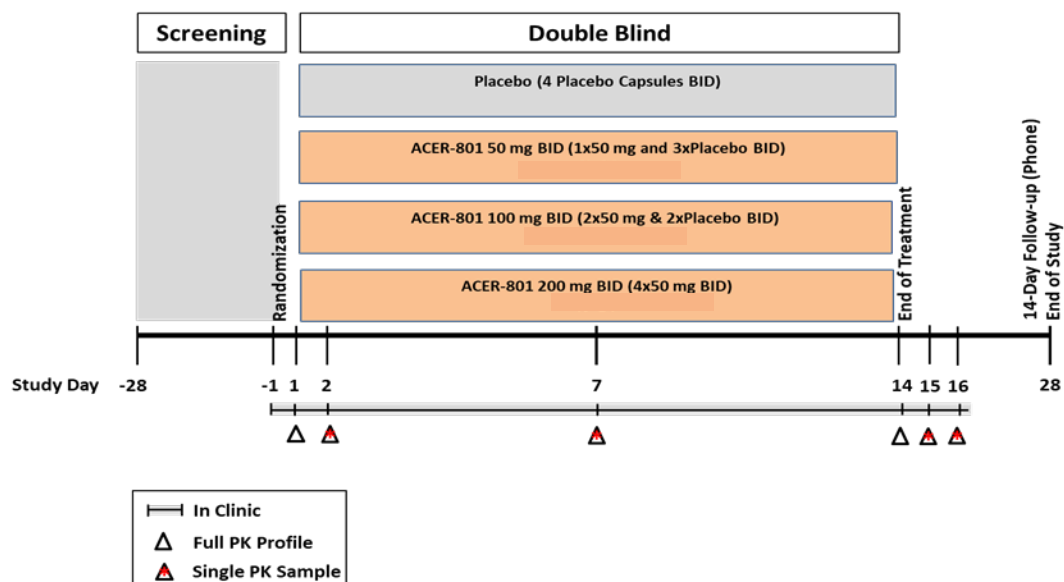 Screening
Double Blind
Placebo (4 Placebo Capsules BID)
ACER-801 50 mg BID (1x50 mg and 3xPlacebo BID)
ACER-801 100 mg BID (2x50 mg & 2xPlacebo BID)
ACER-801 200 mg BID (4x50 mg BID)
Randomization
End of Treatment
14-Day Follow-up (Phone)
End of Study
Study Day -28 -1 1 2 7 14 15 16 28
In Clinic
Full PK Profile
Single PK Sample